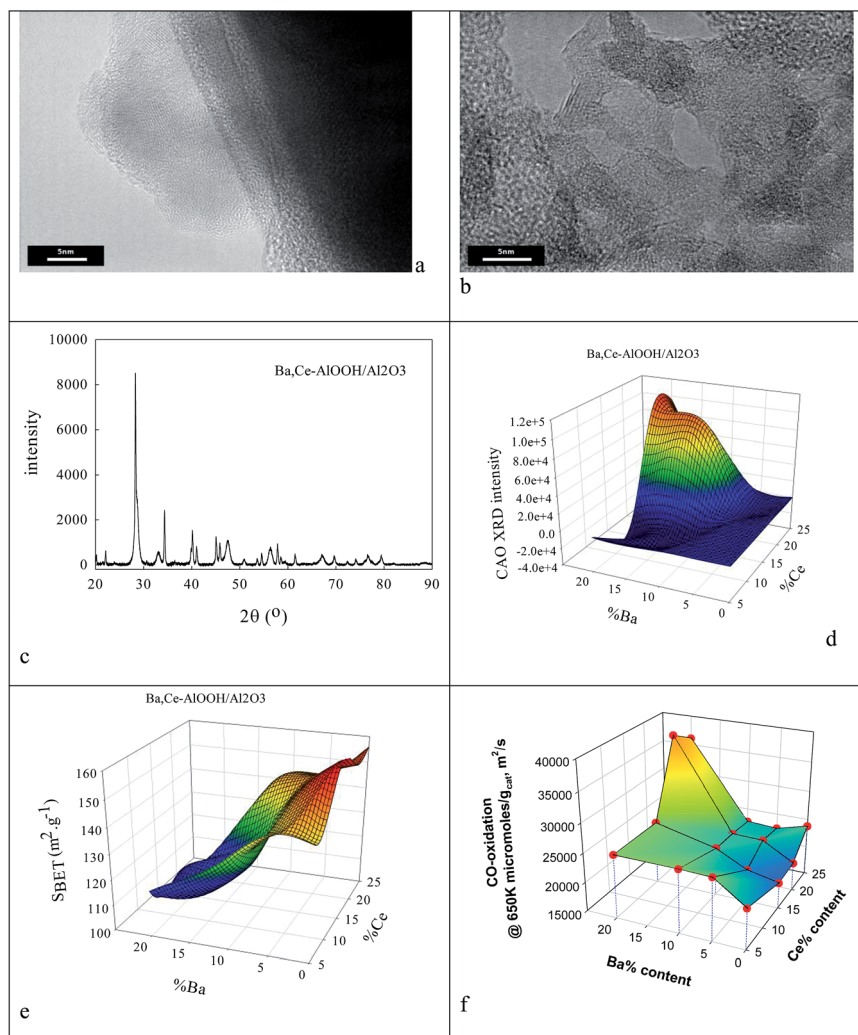 5nm
a
5nm
b
Ba,Ce-AlOOH/Al2O3
intensity
10000
8000
6000
4000
2000
0
20 30 40 50 60 70 80 90
2θ (º)
c
Ba,Ce-AlOOH/Al2O3
CAO XRD intensity
1.2e+5
1.0e+5
8.0e+4
6.0e+4
4.0e+4
2.0e+4
0.0
-2.0e+4
-4.0e+4
20 15 10 5 0
%Ba
5 10 15 20 25
%Ce
d
Ba,Ce-AlOOH/Al2O3
SBET (m²·g⁻¹)
160
150
140
130
120
110
100
20 15 10 5 0
%Ba
5 10 15 20 25
%Ce
e
CO-oxidation
@ 650K micromoles/gcat, m²/s
40000
35000
30000
25000
20000
15000
20 15 10 5 0
Ba% content
5 10 15 20 25
Ce% content
f